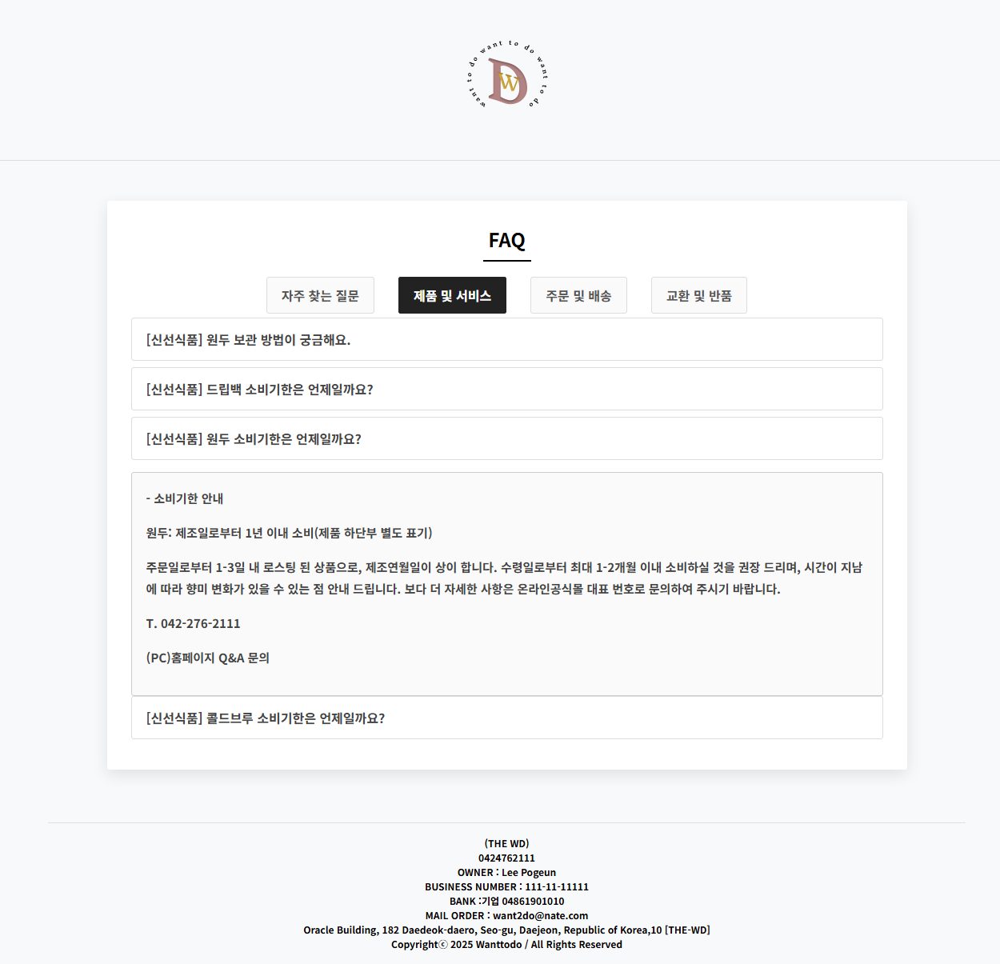 want to do want to do want to do
DW
FAQ
자주 찾는 질문
제품 및 서비스
주문 및 배송
교환 및 반품
[신선식품] 원두 보관 방법이 궁금해요.
[신선식품] 드립백 소비기한은 언제일까요?
[신선식품] 원두 소비기한은 언제일까요?
- 소비기한 안내
원두: 제조일로부터 1년 이내 소비(제품 하단부 별도 표기)
주문일로부터 1-3일 내 로스팅 된 상품으로, 제조연월일이 상이 합니다. 수령일로부터 최대 1-2개월 이내 소비하실 것을 권장 드리며, 시간이 지남
에 따라 향미 변화가 있을 수 있는 점 안내 드립니다. 보다 더 자세한 사항은 온라인공식몰 대표 번호로 문의하여 주시기 바랍니다.
T. 042-276-2111
(PC)홈페이지 Q&A 문의
[신선식품] 콜드브루 소비기한은 언제일까요?
(THE WD)
0424762111
OWNER : Lee Pogeun
BUSINESS NUMBER : 111-11-11111
BANK :기업 04861901010
MAIL ORDER : want2do@nate.com
Oracle Building, 182 Daedeok-daero, Seo-gu, Daejeon, Republic of Korea,10 [THE-WD]
Copyrightⓒ 2025 Wanttodo / All Rights Reserved